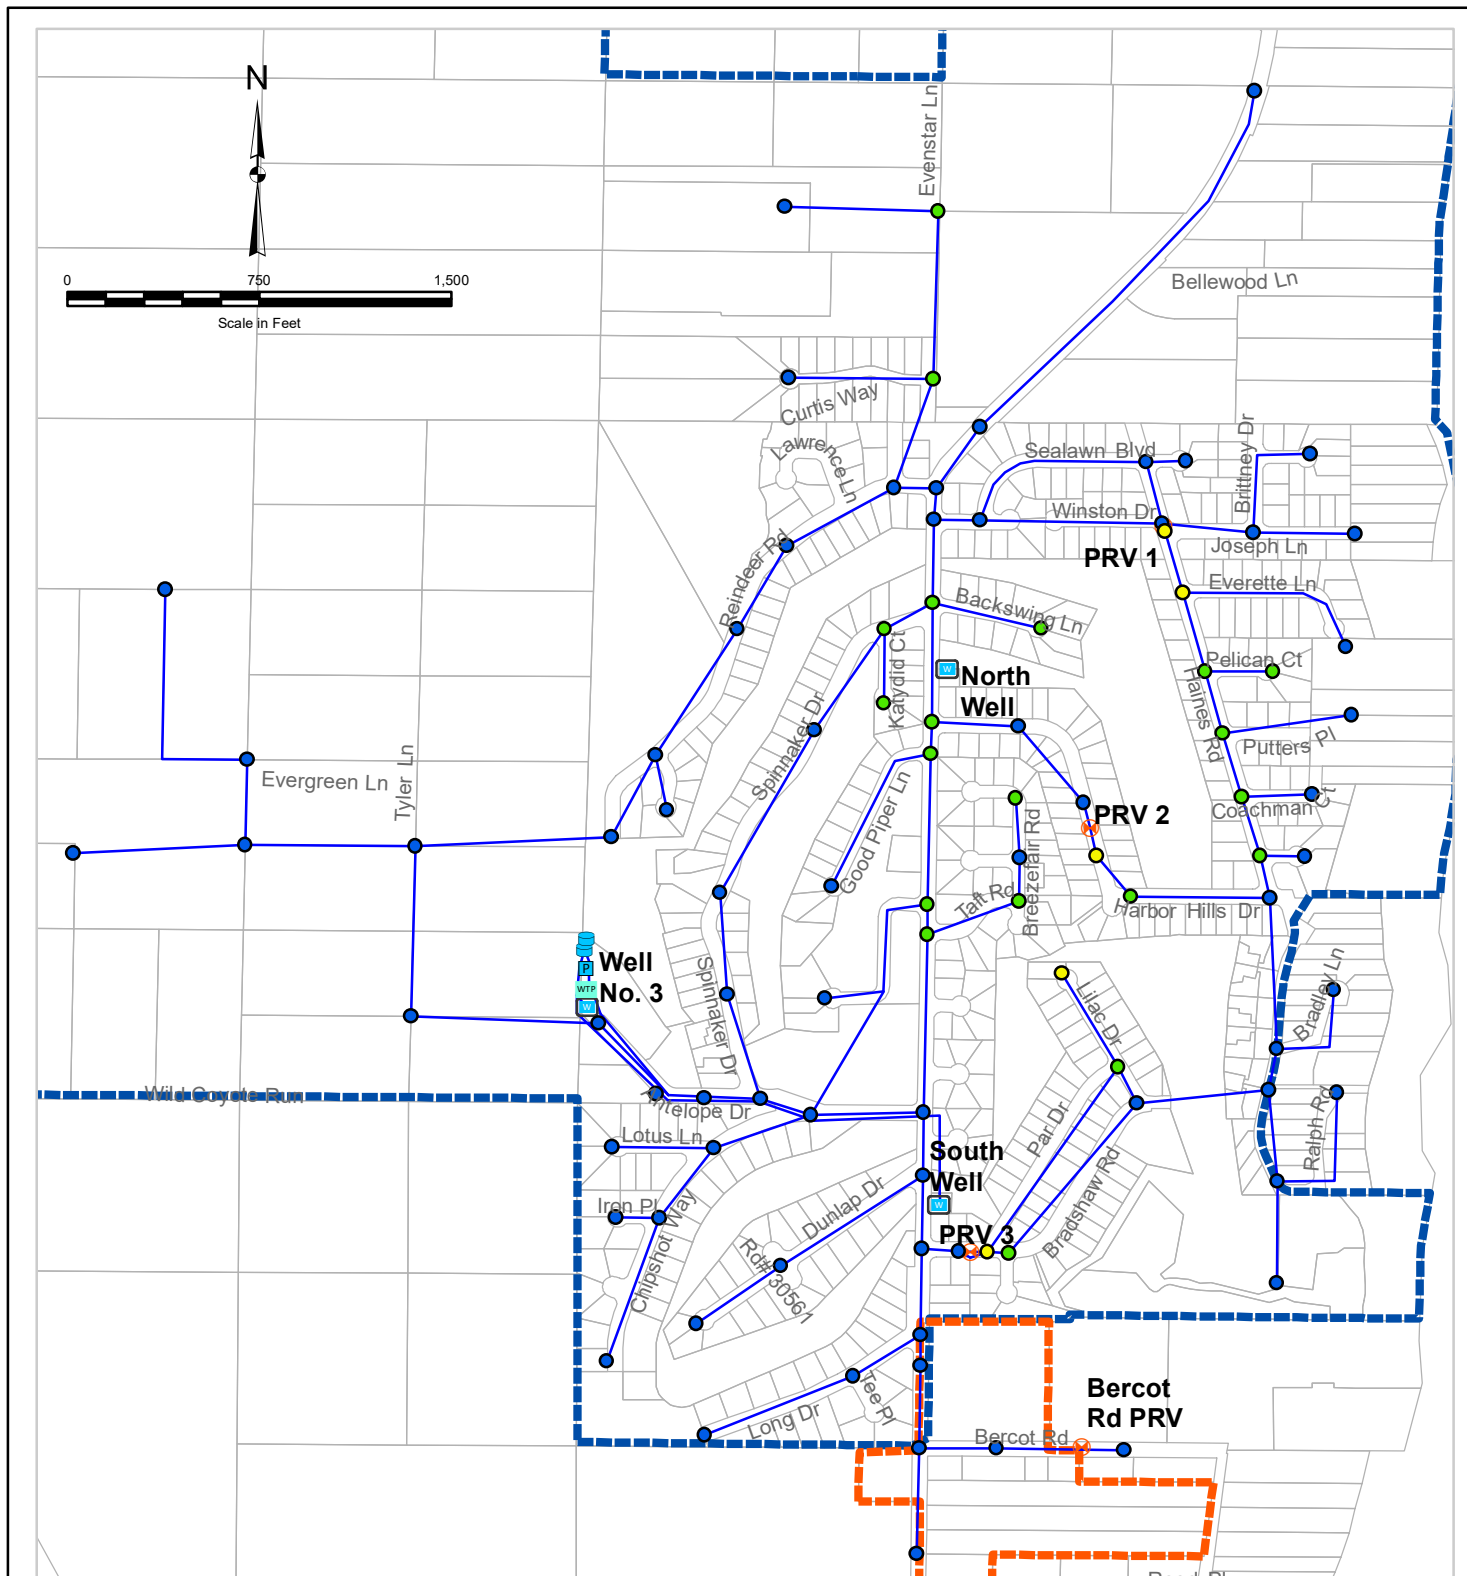 N
0 750 1,500
Scale in Feet
Evenstar Ln
Bellewood Ln
Curtis Way
Lawrence Ln
Sealawn Blvd
Brittney Dr
Winston Dr
PRV 1
Joseph Ln
Reindeer Rd
Everette Ln
Backswing Ln
Katydid Ct
Pelican Ct
W
North
Well
Haines Rd
Spinnaker Dr
Putters Pl
Tyler Ln
Evergreen Ln
Good Piper Ln
PRV 2
Coachman Ct
Breezefair Rd
Taft Rd
Harbor Hills Dr
P
WTP
W
Well
No. 3
Spinnaker Dr
Lilac Dr
Bradley Ln
Wild Coyote Run
Antelope Dr
Lotus Ln
Par Dr
Ralph Rd
South
Well
W
Iron Pl
Chipshot Way
Dunlap Dr
Rd# 30561
PRV 3
Bradshaw Rd
Tee Pl
Long Dr
Bercot
Rd PRV
Bercot Rd